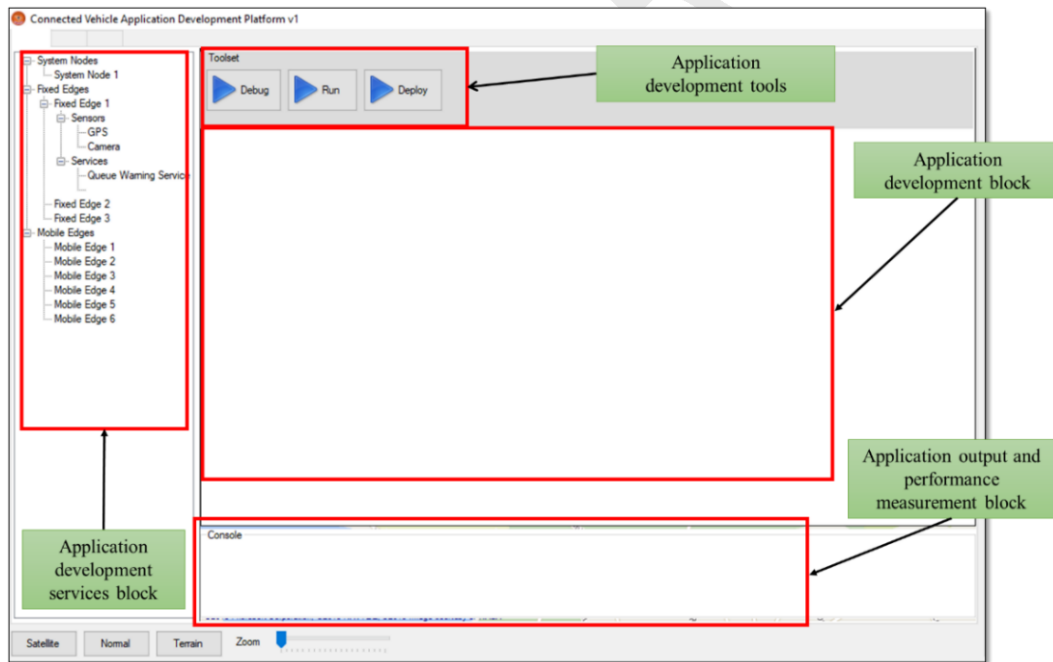 Connected Vehicle Application Development Platform v1
System Nodes
System Node 1
Fixed Edges
Fixed Edge 1
Sensors
GPS
Camera
Services
Queue Warning Service
Fixed Edge 2
Fixed Edge 3
Mobile Edges
Mobile Edge 1
Mobile Edge 2
Mobile Edge 3
Mobile Edge 4
Mobile Edge 5
Mobile Edge 6
Toolset
Debug
Run
Deploy
Application
development tools
Application
development block
Application output and
performance
measurement block
Console
Application
development
services block
Satellite
Normal
Terrain
Zoom